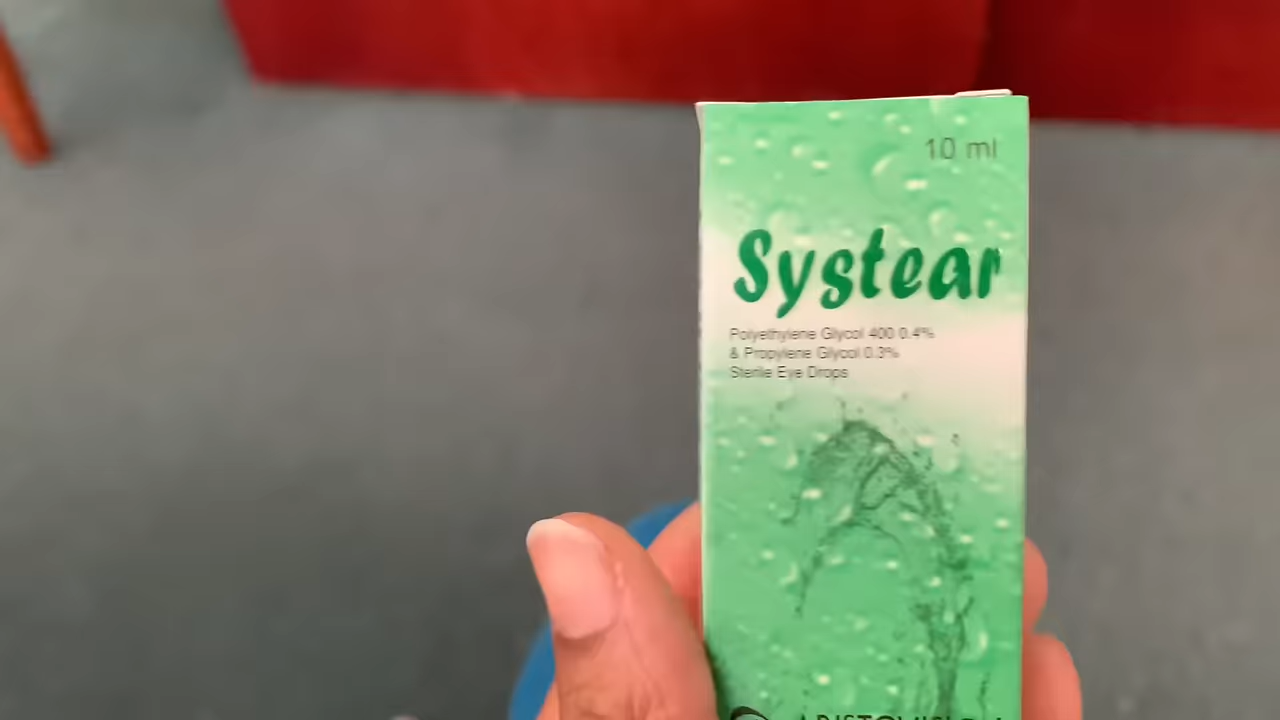 10 ml
Systear
Polyethylene Glycol 400 0.4%
& Propylene Glycol 0.3%
Sterile Eye Drops